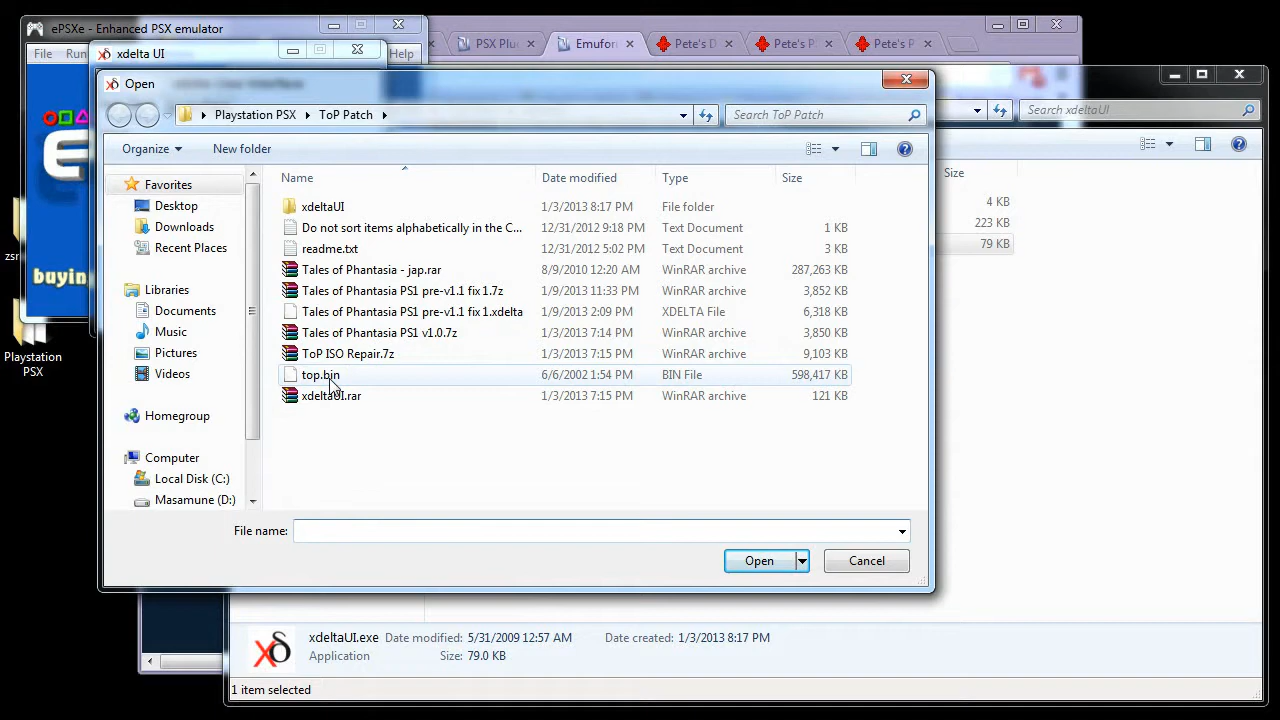 ePSXe - Enhanced PSX emulator
File Run Help
xdelta UI
PSX Plu
Emufor
Pete's D
Pete's P
Pete's P
Open
Playstation PSX ToP Patch
Search ToP Patch
Search xdeltaUI
Organize New folder
Favorites
Desktop
Downloads
Recent Places
Libraries
Documents
Music
Pictures
Videos
Homegroup
Computer
Local Disk (C:)
Masamune (D:)
Name Date modified Type Size
xdeltaUI 1/3/2013 8:17 PM File folder
Do not sort items alphabetically in the C... 12/31/2012 9:18 PM Text Document 1 KB
readme.txt 12/31/2012 5:02 PM Text Document 3 KB
Tales of Phantasia - jap.rar 8/9/2010 12:20 AM WinRAR archive 287,263 KB
Tales of Phantasia PS1 pre-v1.1 fix 1.7z 1/9/2013 11:33 PM WinRAR archive 3,852 KB
Tales of Phantasia PS1 pre-v1.1 fix 1.xdelta 1/9/2013 2:09 PM XDELTA File 6,318 KB
Tales of Phantasia PS1 v1.0.7z 1/3/2013 7:14 PM WinRAR archive 3,850 KB
ToP ISO Repair.7z 1/3/2013 7:15 PM WinRAR archive 9,103 KB
top.bin 6/6/2002 1:54 PM BIN File 598,417 KB
xdeltaUI.rar 1/3/2013 7:15 PM WinRAR archive 121 KB
File name:
Open Cancel
Size
4 KB
223 KB
79 KB
buying
zsr
Playstation
PSX
xdeltaUI.exe Date modified: 5/31/2009 12:57 AM Date created: 1/3/2013 8:17 PM
Application Size: 79.0 KB
1 item selected